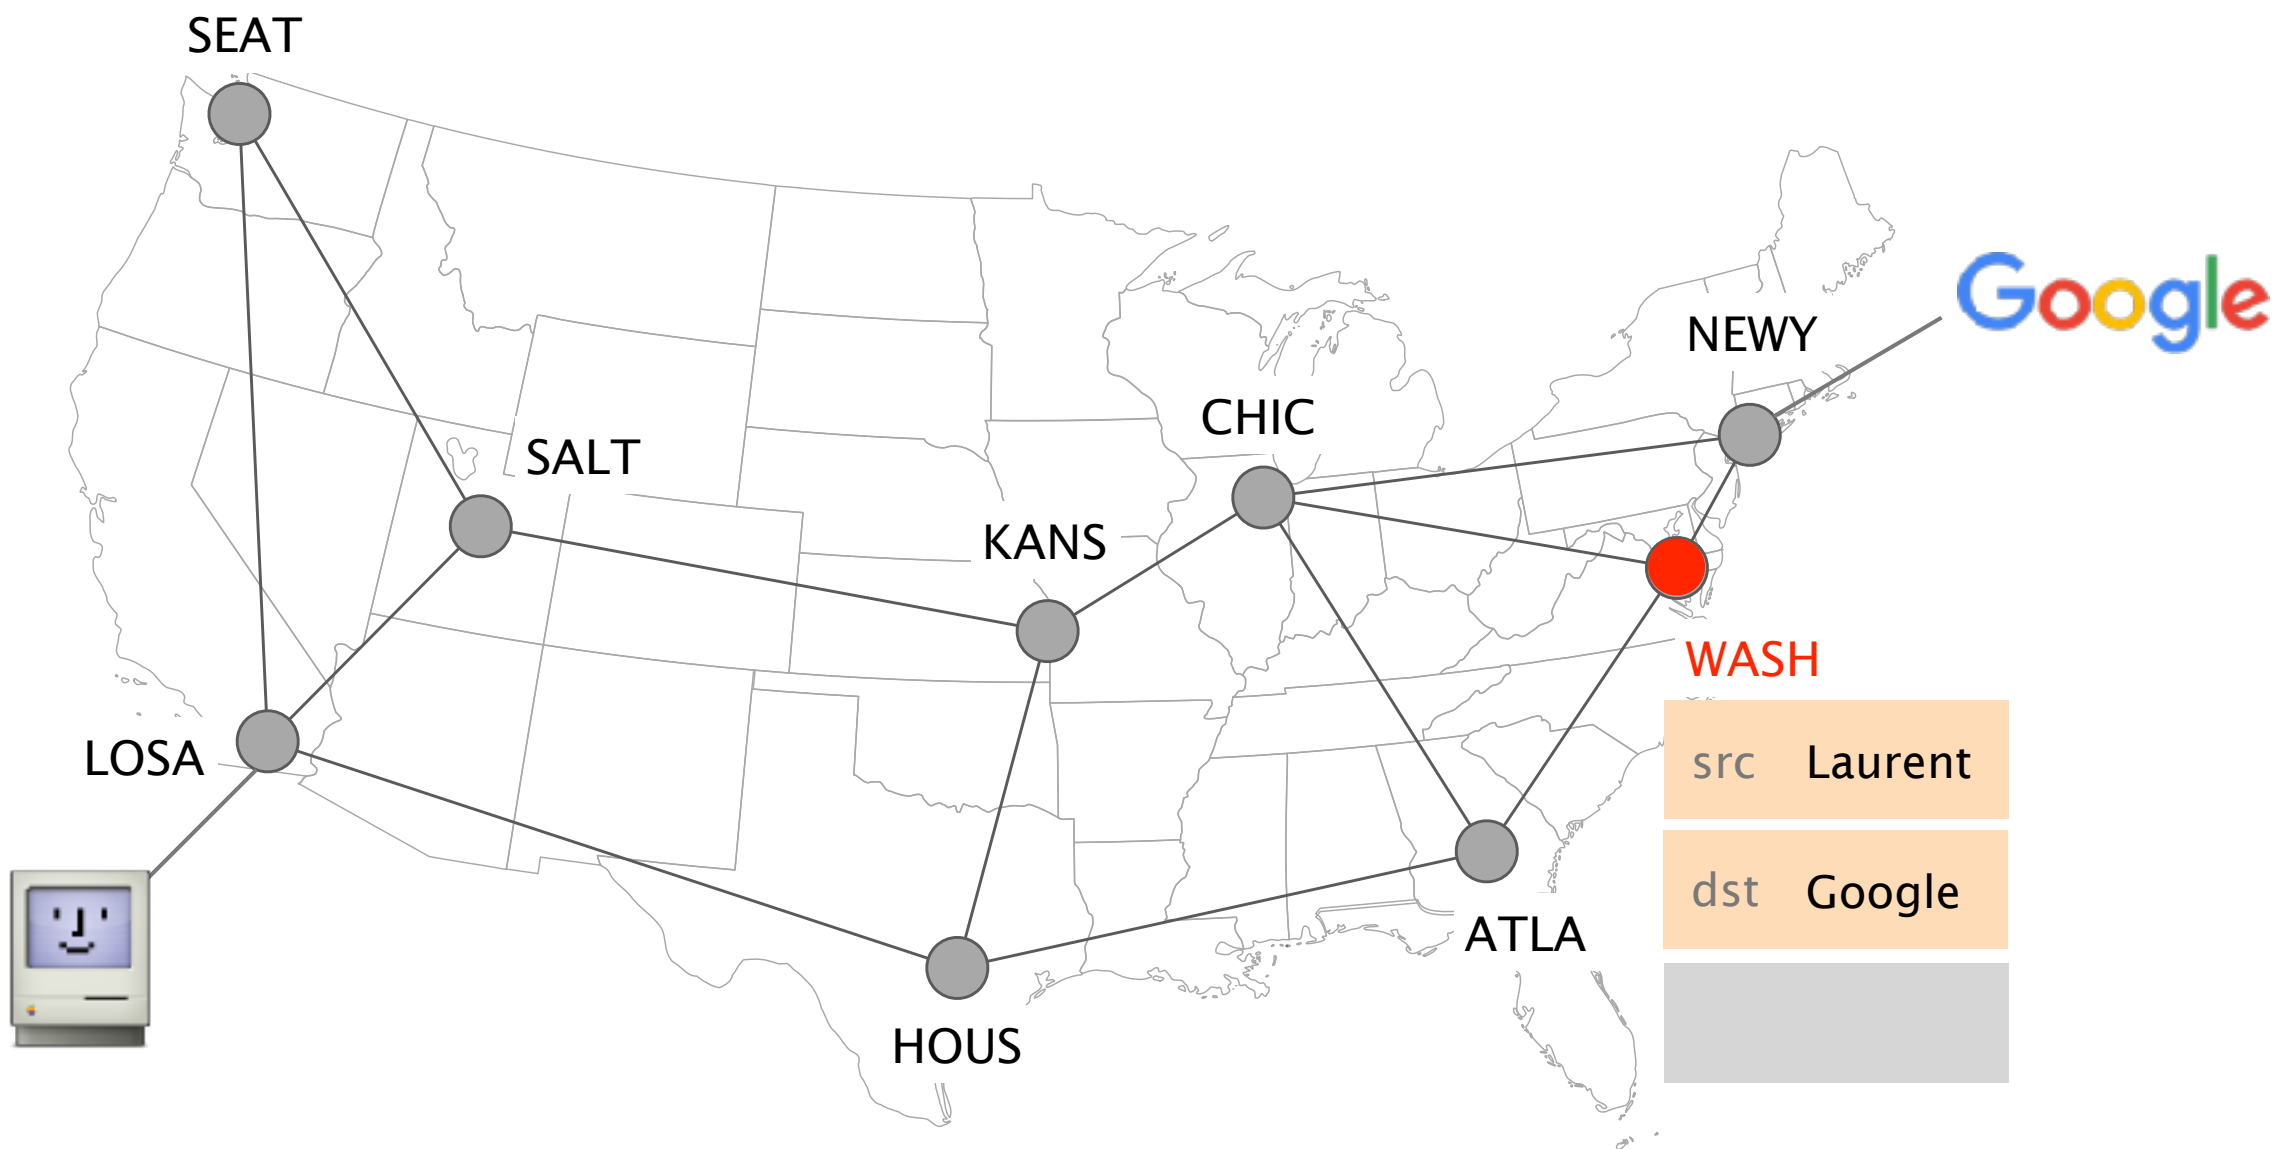 SEAT
Google
NEWY
CHIC
SALT
KANS
WASH
LOSA
src Laurent
dst Google
ATLA
HOUS